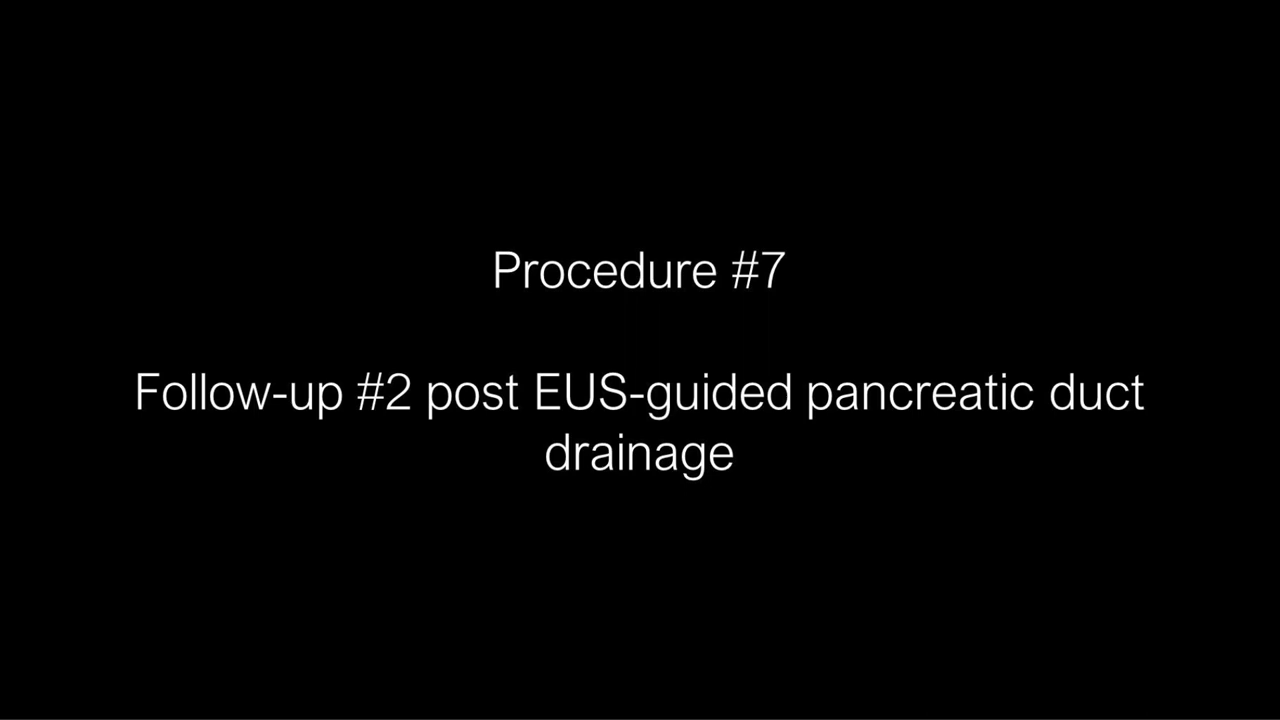 Procedure #7
Follow-up #2 post EUS-guided pancreatic duct
drainage